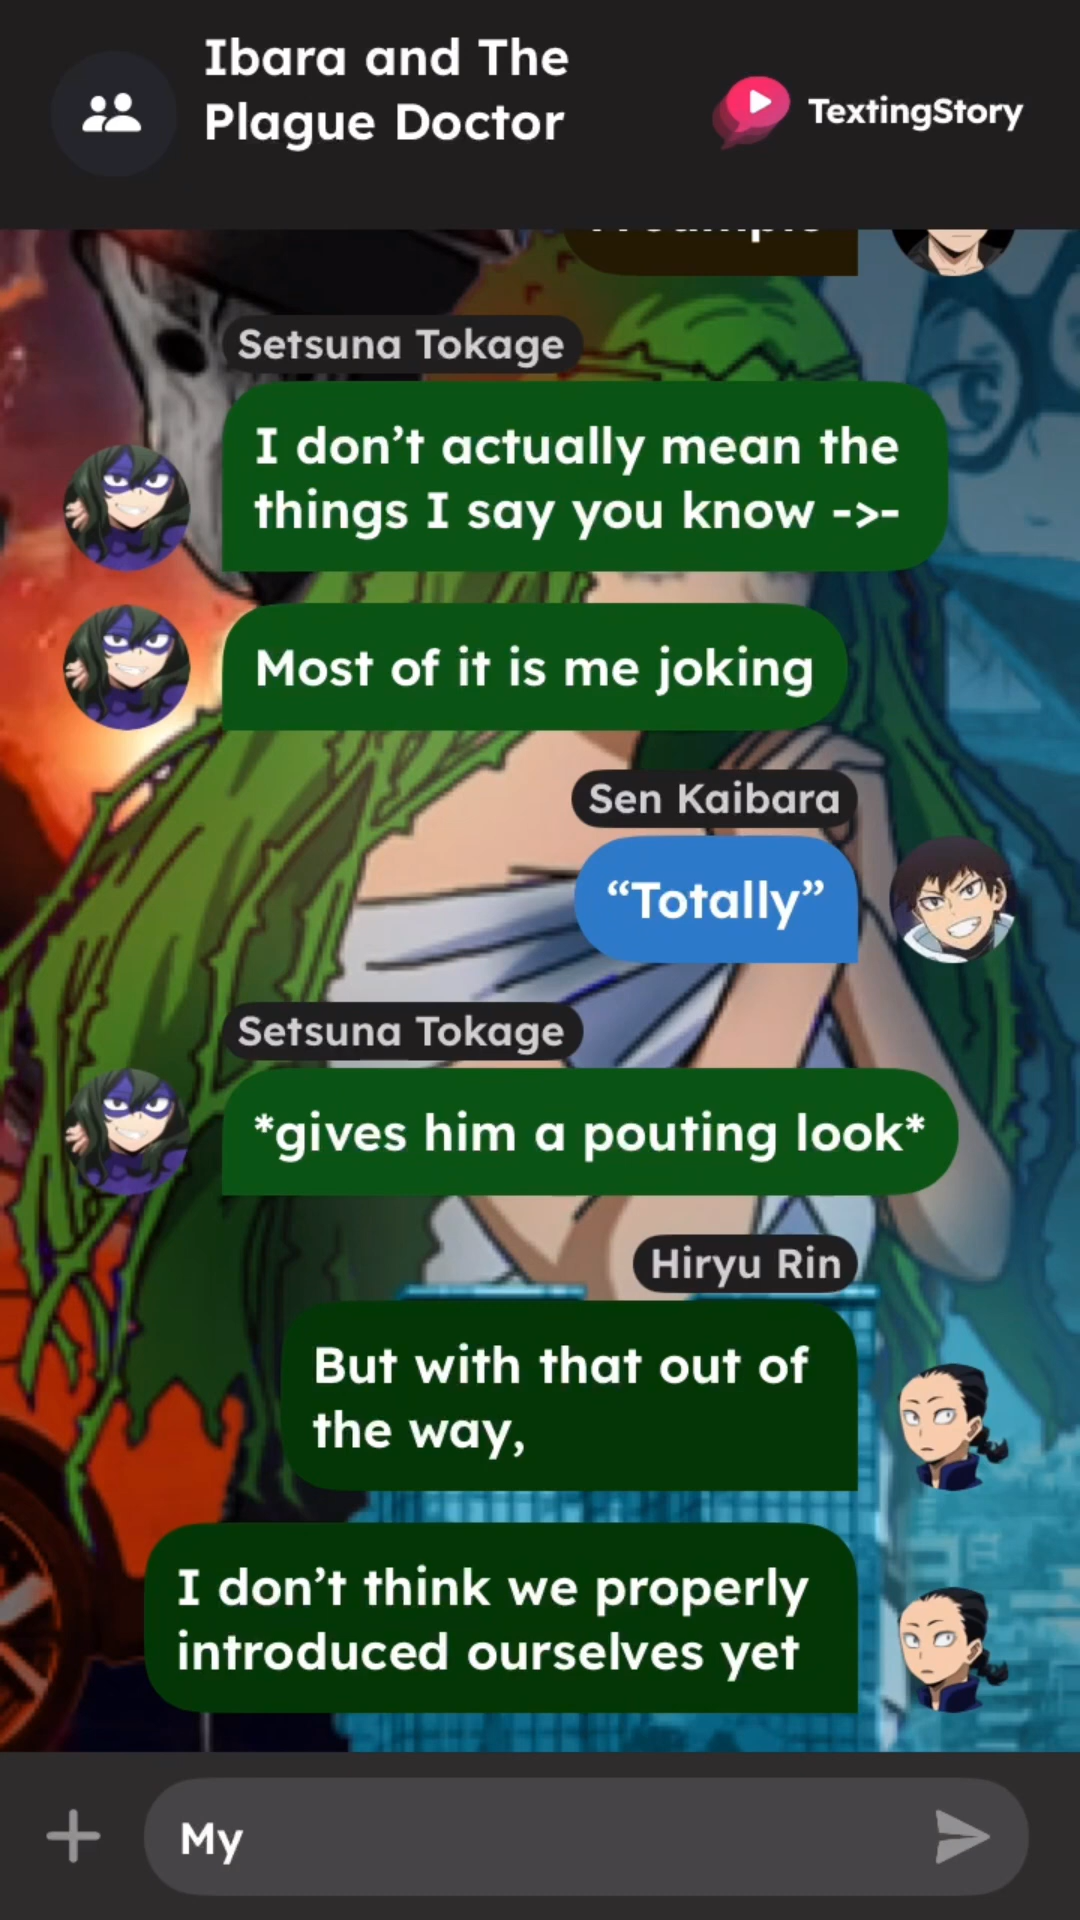 Ibara and The
Plague Doctor
TextingStory
Setsuna Tokage
I don’t actually mean the
things I say you know ->-
Most of it is me joking
Sen Kaibara
“Totally”
Setsuna Tokage
*gives him a pouting look*
Hiryu Rin
But with that out of
the way,
I don’t think we properly
introduced ourselves yet
My